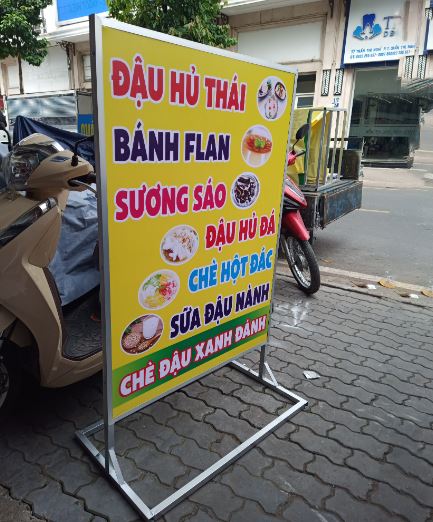 ĐẬU HỦ THÁI
BÁNH FLAN
SƯƠNG SÁO
ĐẬU HỦ ĐÁ
CHÈ HỘT ĐÁC
SỮA ĐẬU NÀNH
CHÈ ĐẬU XANH ĐÁNH